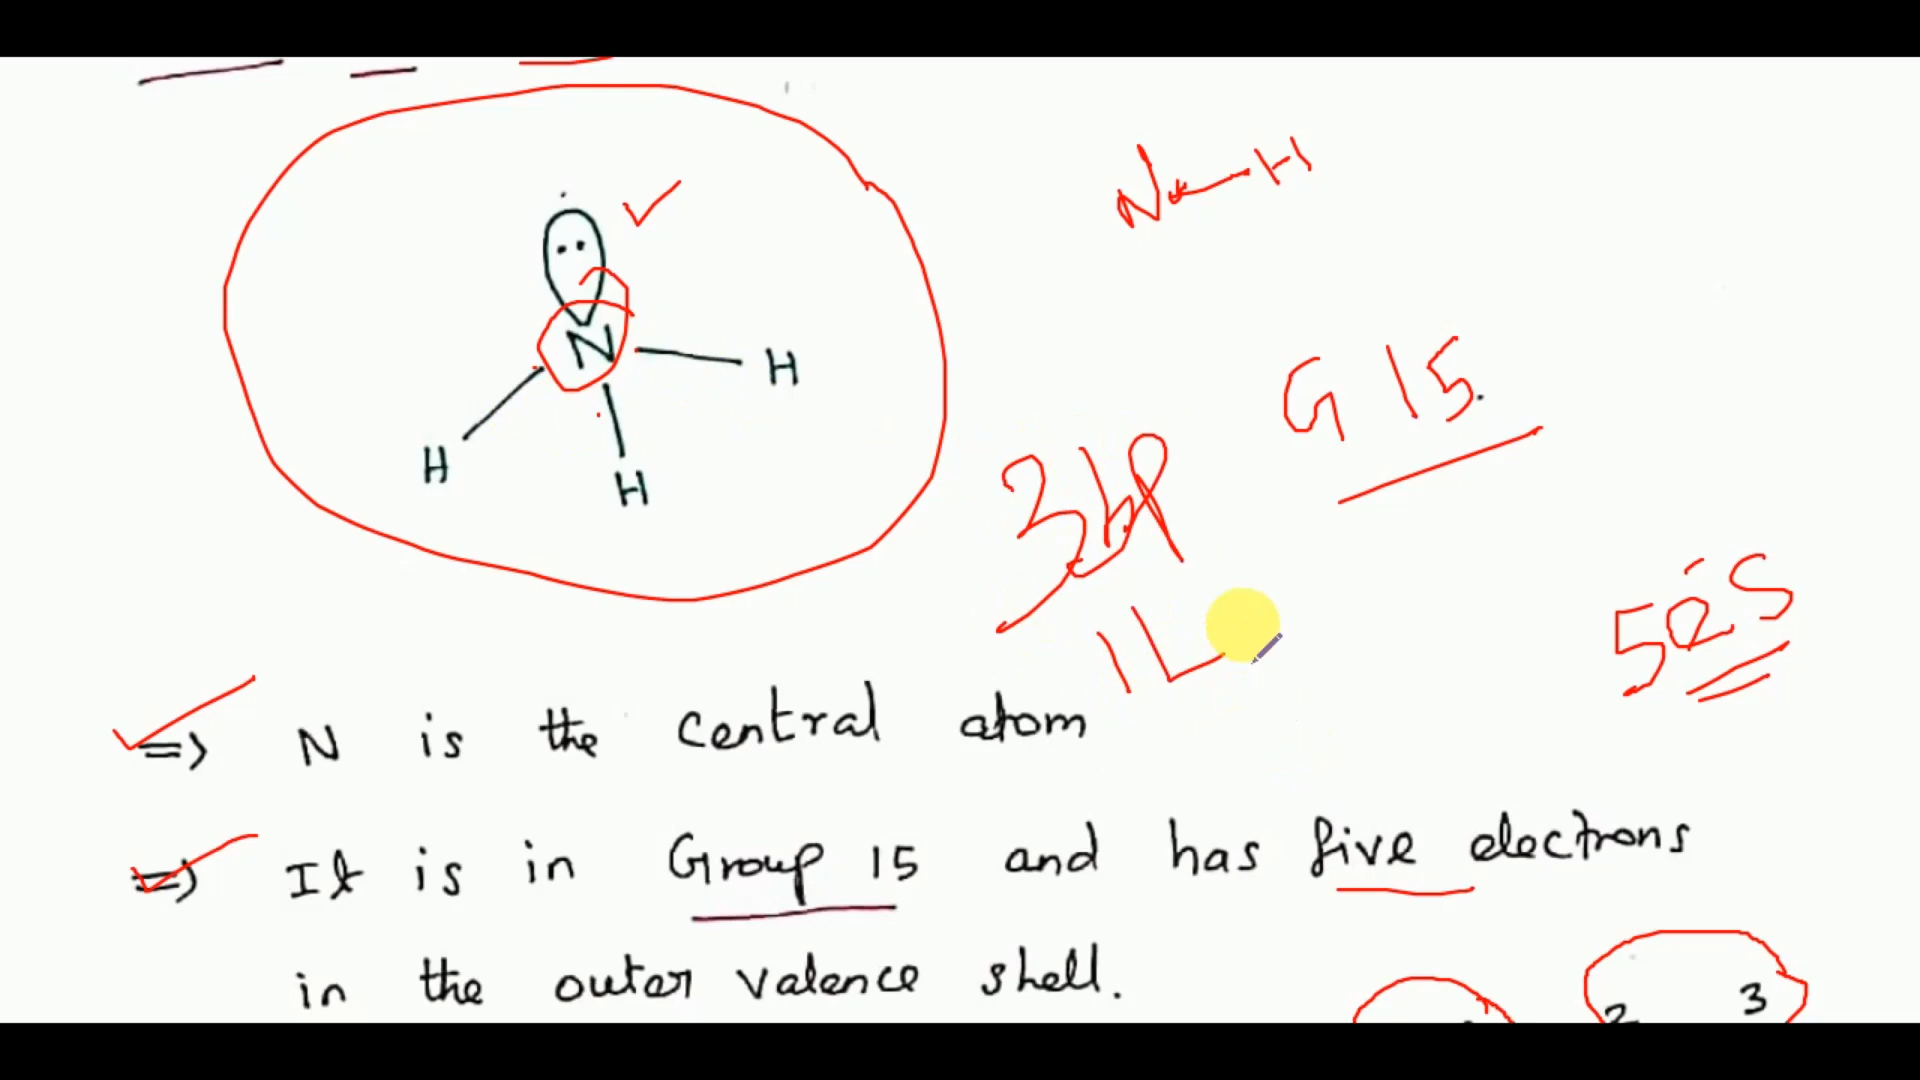 N—H
N
H
H
H
G 15.
3bp
1L
5e⁻s
=> N is the central atom
=> It is in Group 15 and has five electrons
in the outer valence shell.
2 3